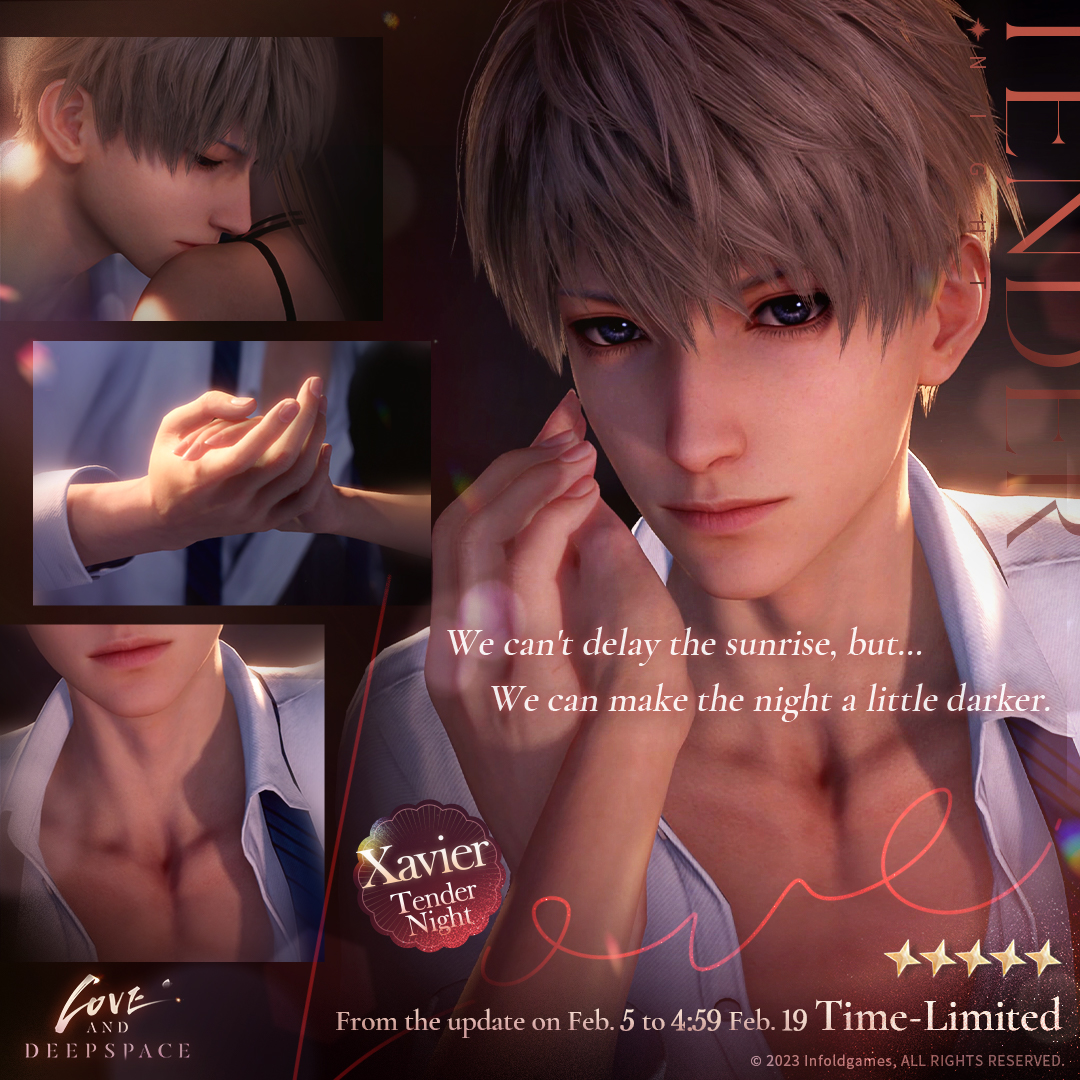 TENDER
NIGHT
We can't delay the sunrise, but...
We can make the night a little darker.
Xavier
Tender
Night
Love
LOVE
AND
DEEPSPACE
From the update on Feb. 5 to 4:59 Feb. 19 Time-Limited
© 2023 Infoldgames, ALL RIGHTS RESERVED.